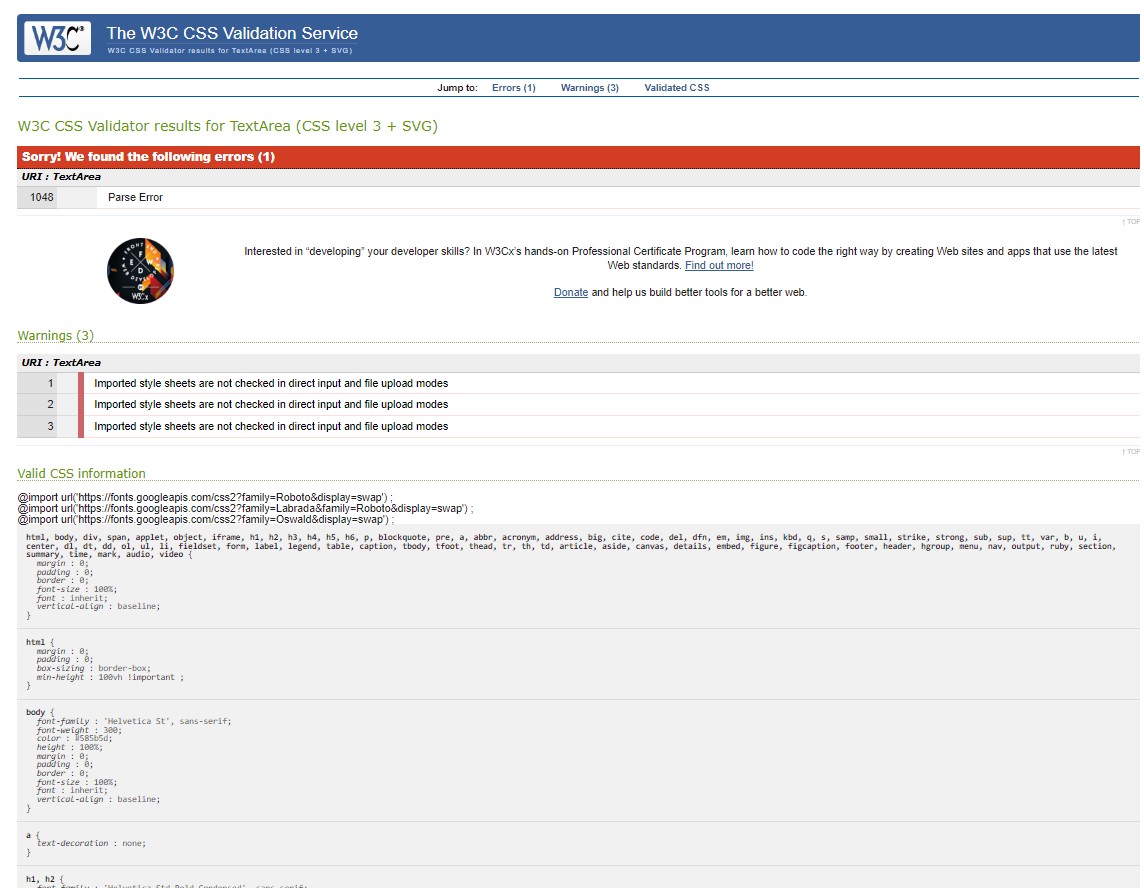 W3C®
The W3C CSS Validation Service
W3C CSS Validator results for TextArea (CSS level 3 + SVG)
Jump to: Errors (1) Warnings (3) Validated CSS
W3C CSS Validator results for TextArea (CSS level 3 + SVG)
Sorry! We found the following errors (1)
URI : TextArea
1048 Parse Error
↑ TOP
Interested in “developing” your developer skills? In W3Cx's hands-on Professional Certificate Program, learn how to code the right way by creating Web sites and apps that use the latest
Web standards. Find out more!
W3Cx
Donate and help us build better tools for a better web.
Warnings (3)
URI : TextArea
1 Imported style sheets are not checked in direct input and file upload modes
2 Imported style sheets are not checked in direct input and file upload modes
3 Imported style sheets are not checked in direct input and file upload modes
↑ TOP
Valid CSS information
@import url('https://fonts.googleapis.com/css2?family=Roboto&display=swap') ;
@import url('https://fonts.googleapis.com/css2?family=Labrada&family=Roboto&display=swap') ;
@import url('https://fonts.googleapis.com/css2?family=Oswald&display=swap') ;
html, body, div, span, applet, object, iframe, h1, h2, h3, h4, h5, h6, p, blockquote, pre, a, abbr, acronym, address, big, cite, code, del, dfn, em, img, ins, kbd, q, s, samp, small, strike, strong, sub, sup, tt, var, b, u, i,
center, dl, dt, dd, ol, ul, li, fieldset, form, label, legend, table, caption, tbody, tfoot, thead, tr, th, td, article, aside, canvas, details, embed, figure, figcaption, footer, header, hgroup, menu, nav, output, ruby, section,
summary, time, mark, audio, video {
margin : 0;
padding : 0;
border : 0;
font-size : 100%;
font : inherit;
vertical-align : baseline;
}
html {
margin : 0;
padding : 0;
box-sizing : border-box;
min-height : 100vh !important ;
}
body {
font-family : 'Helvetica St', sans-serif;
font-weight : 300;
color : #585b5d;
height : 100%;
margin : 0;
padding : 0;
border : 0;
font-size : 100%;
font : inherit;
vertical-align : baseline;
}
a {
text-decoration : none;
}
h1, h2 {
font-family : 'Helvetica Std Bold Condensed', sans-serif;